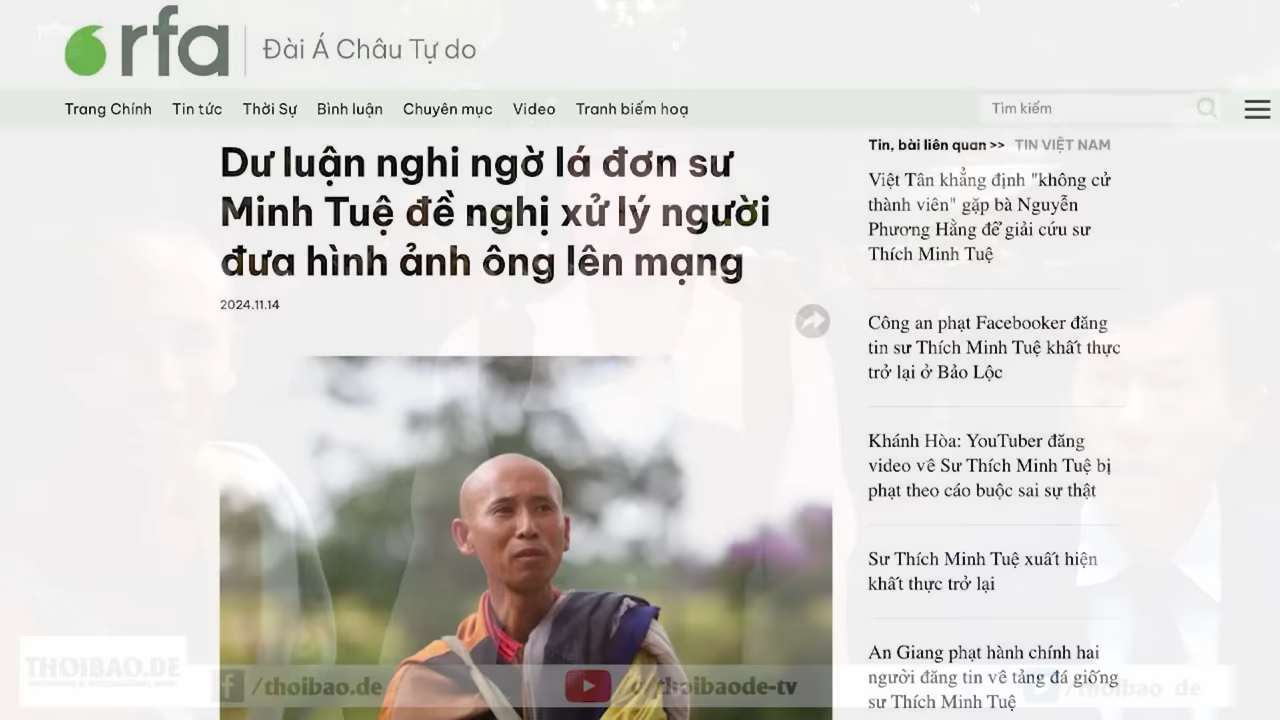 rfa
Đài Á Châu Tự do
Trang Chính Tin tức Thời Sự Bình luận Chuyên mục Video Tranh biếm hoạ
Tìm kiếm
Dư luận nghi ngờ lá đơn sư
Minh Tuệ đề nghị xử lý người
đưa hình ảnh ông lên mạng
2024.11.14
Tin, bài liên quan >> TIN VIỆT NAM
Việt Tân khẳng định "không cử
thành viên" gặp bà Nguyễn
Phương Hằng để giải cứu sư
Thích Minh Tuệ
Công an phạt Facebooker đăng
tin sư Thích Minh Tuệ khất thực
trở lại ở Bảo Lộc
Khánh Hòa: YouTuber đăng
video về Sư Thích Minh Tuệ bị
phạt theo cáo buộc sai sự thật
Sư Thích Minh Tuệ xuất hiện
khất thực trở lại
An Giang phạt hành chính hai
người đăng tin về tảng đá giống
sư Thích Minh Tuệ
THOIBAO.DE
/thoibao.de
c/thoibaode-tv
/thoibao_de